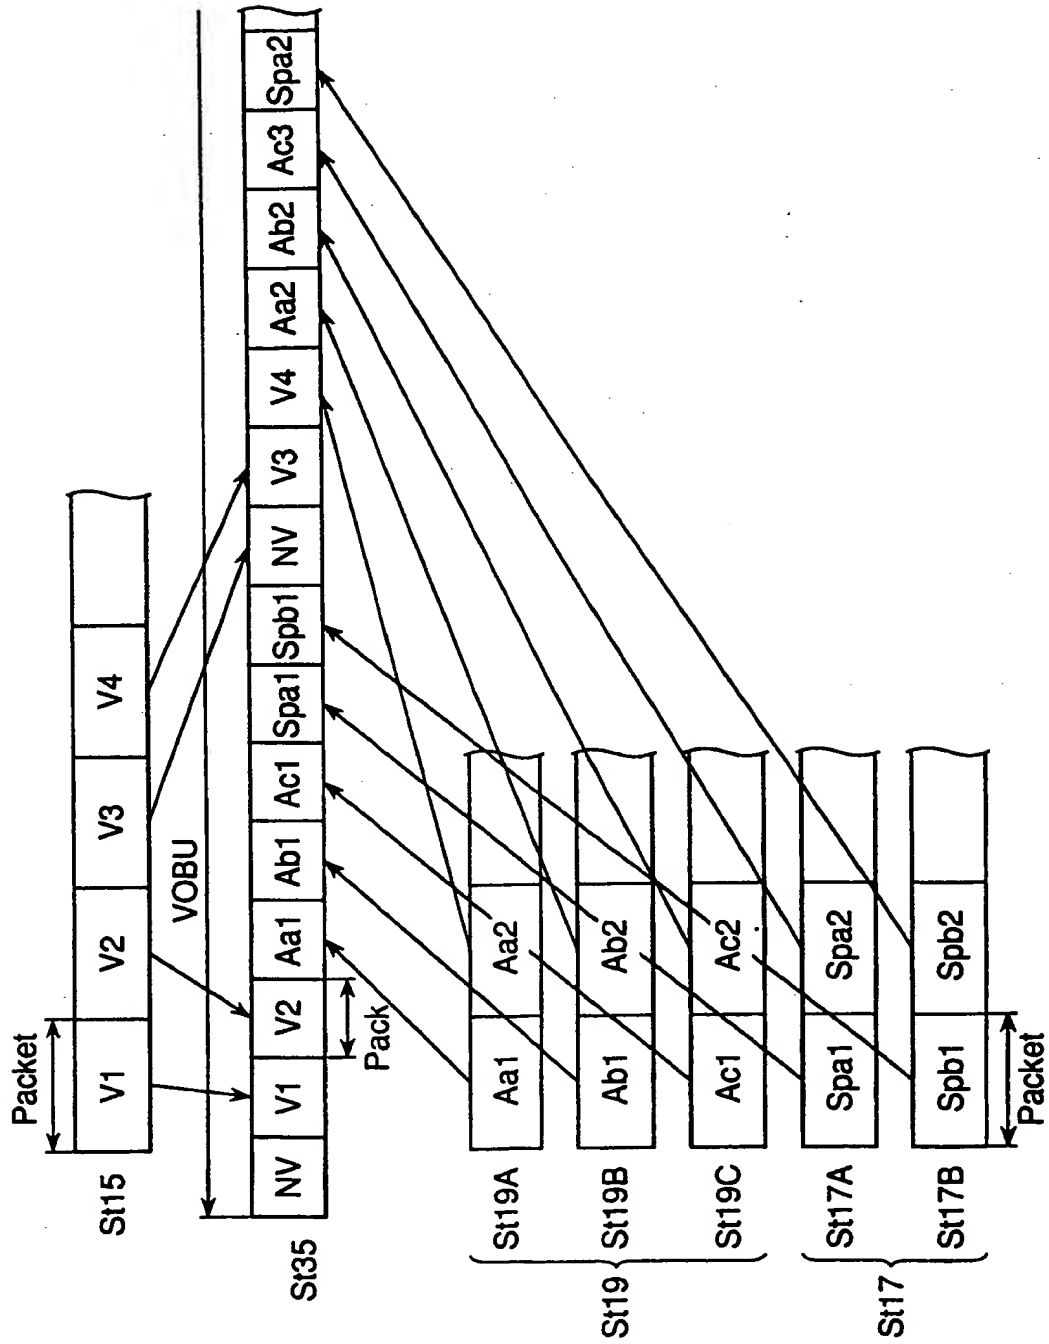 Packet
St15 V1 V2 V3 V4
VOBU
St35 NV V1 V2 Aa1 Ab1 Ac1 Spa1 Spb1 NV V3 V4 Aa2 Ab2 Ac3 Spa2
Pack
St19
St19A Aa1 Aa2
St19B Ab1 Ab2
St19C Ac1 Ac2
St17
St17A Spa1 Spa2
St17B Spb1 Spb2
Packet